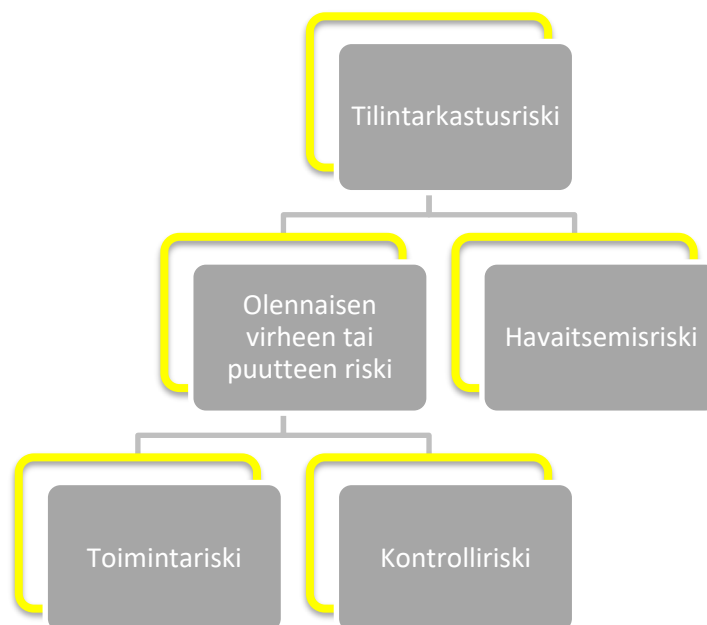 Tilintarkastusriski
Olennaisen
virheen tai
puutteen riski
Havaitsemisriski
Toimintariski
Kontrolliriski